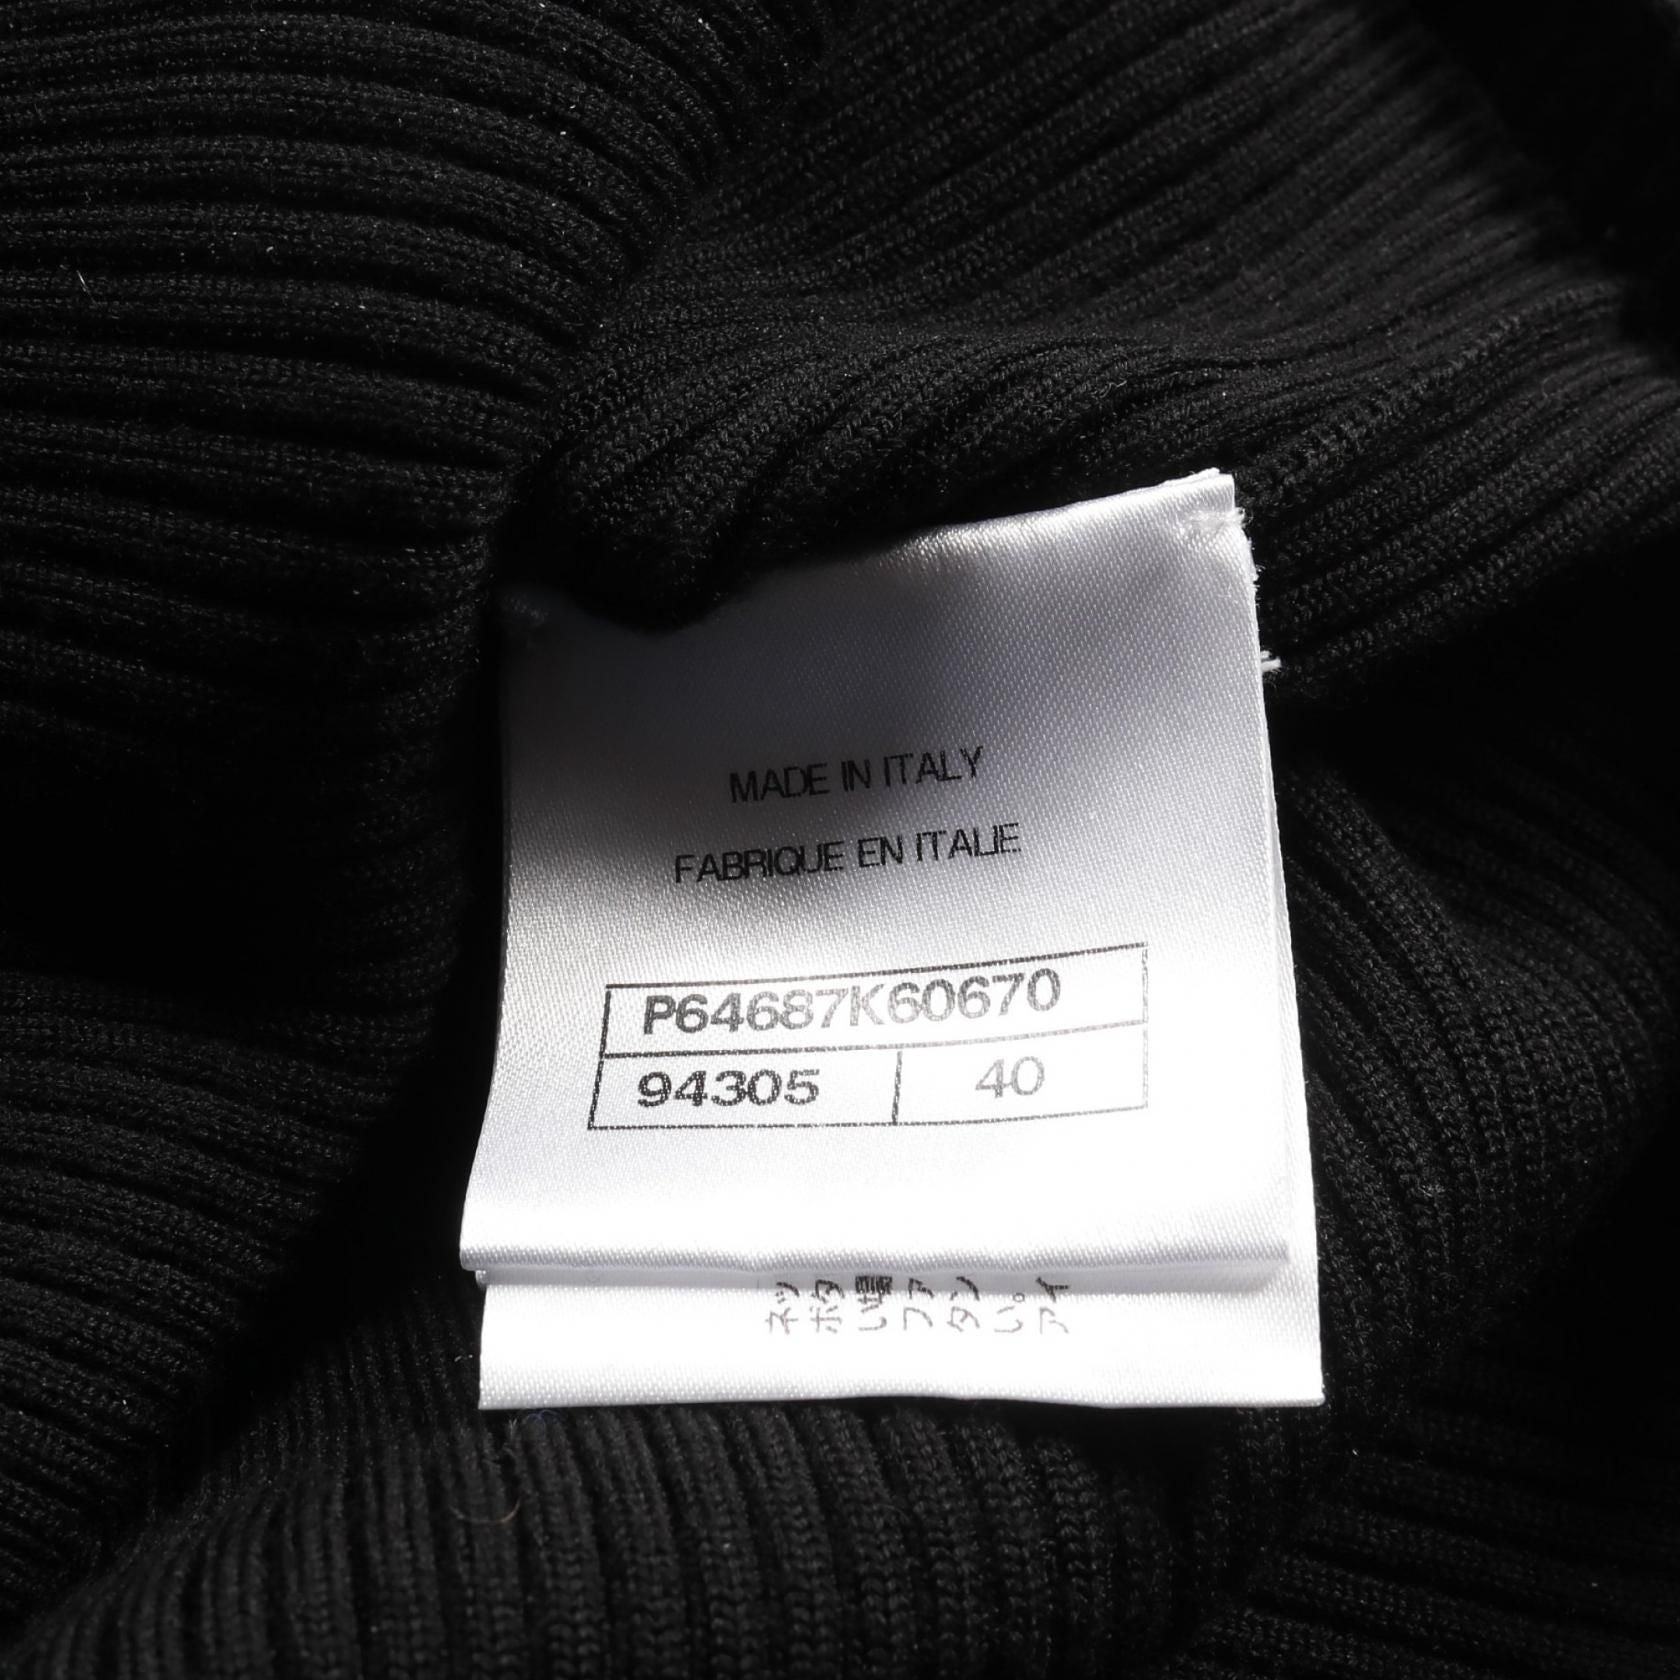 MADE IN ITALY
FABRIQUE EN ITALIE
P64687K60670
94305 40